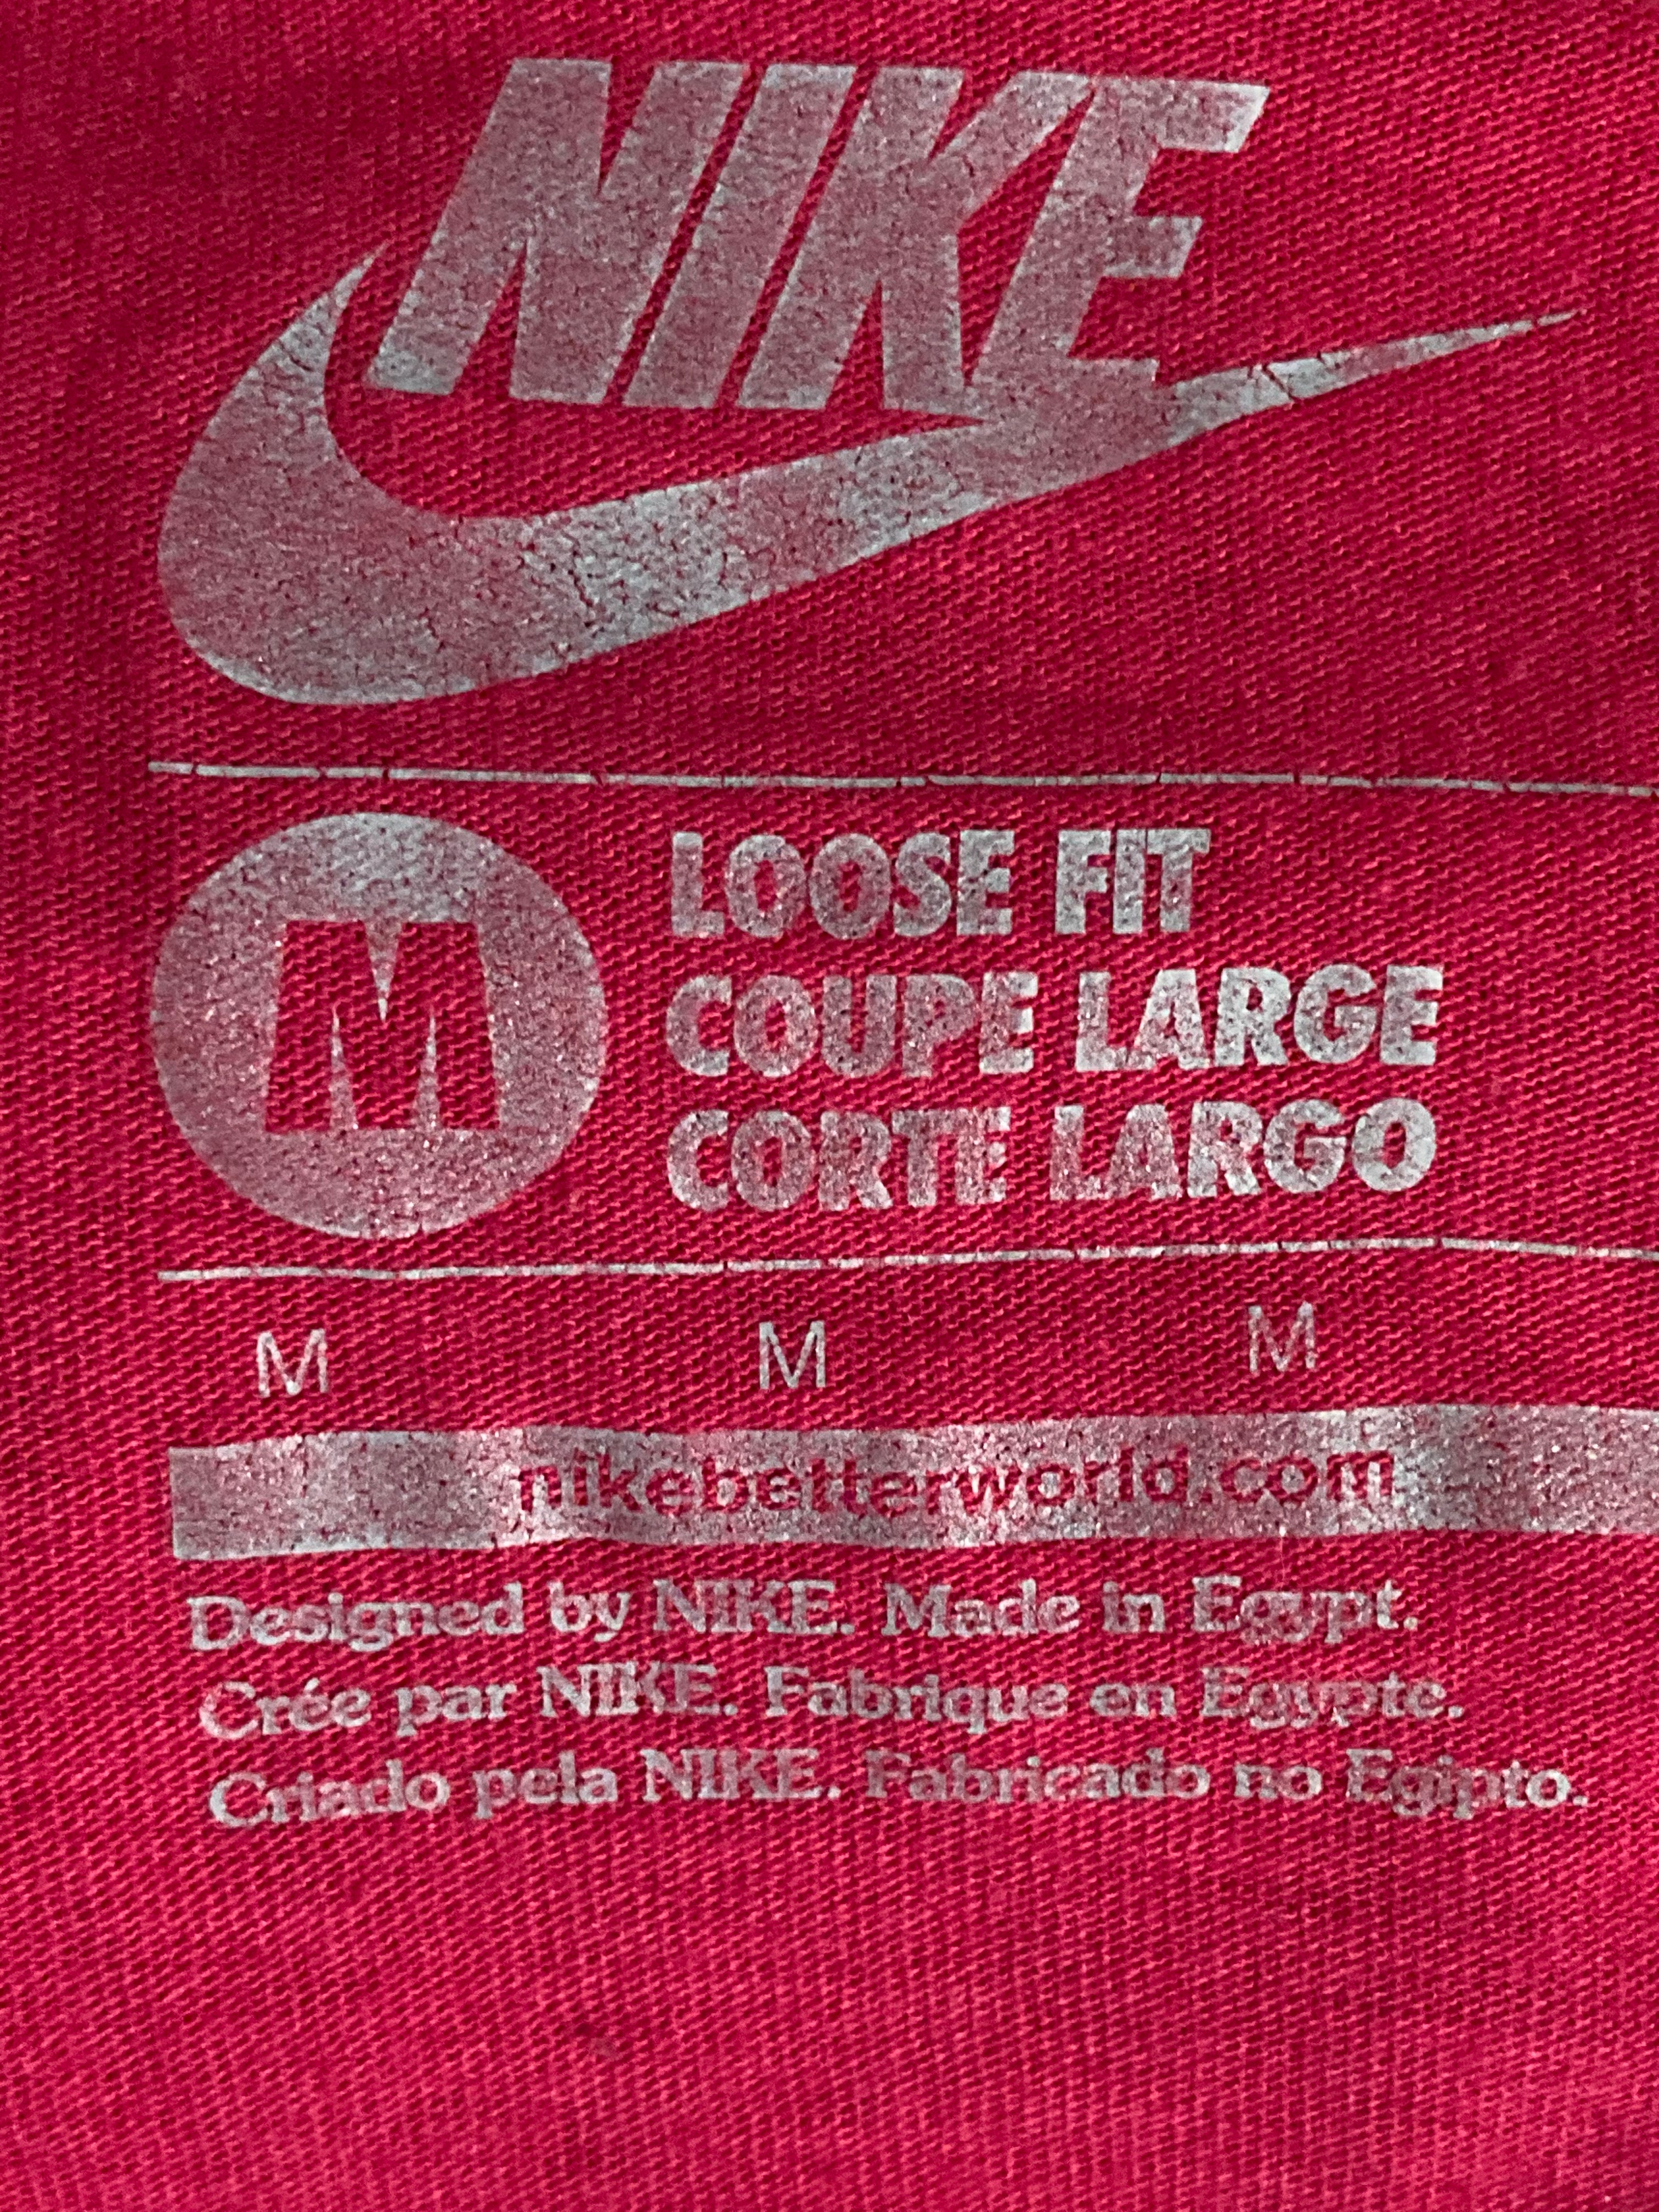 NIKE
M
LOOSE FIT
COUPE LARGE
CORTE LARGO
M M M
nikebetterworld.com
Designed by NIKE. Made in Egypt.
Crée par NIKE. Fabrique en Egypte.
Criado pela NIKE. Fabricado no Egipto.